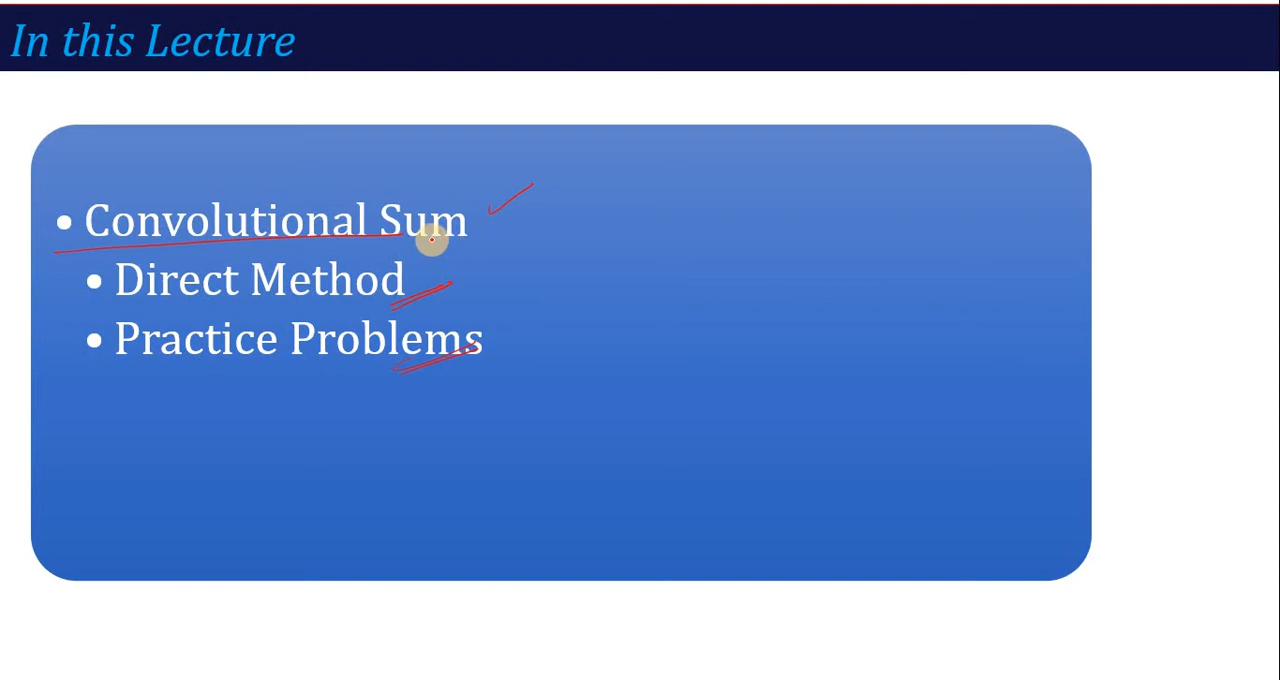 In this Lecture
• Convolutional Sum
• Direct Method
• Practice Problems